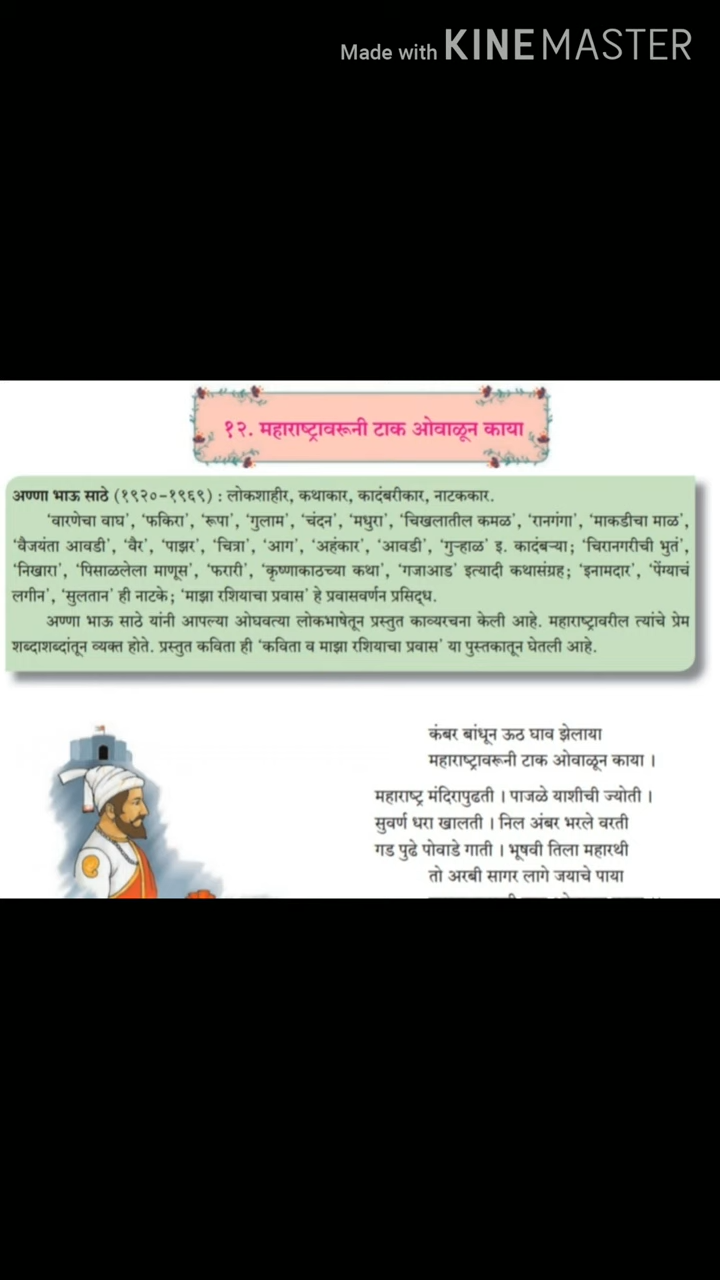 Made with KINEMASTER
१२. महाराष्ट्रावरूनी टाक ओवाळून काया
अण्णा भाऊ साठे (१९२०-१९६९) : लोकशाहीर, कथाकार, कादंबरीकार, नाटककार.
'वारणेचा वाघ', 'फकिरा', 'रूपा', 'गुलाम', 'चंदन', 'मधुरा', 'चिखलातील कमळ', 'रानगंगा', 'माकडीचा माळ',
'वैजयंता आवडी', 'वैर', 'पाझर', 'चित्रा', 'आग', 'अहंकार', 'आवडी', 'गुऱ्हाळ' इ. कादंबऱ्या; 'चिरानगरीची भुतं',
'निखारा', 'पिसाळलेला माणूस', 'फरारी', 'कृष्णाकाठच्या कथा', 'गजाआड' इत्यादी कथासंग्रह; 'इनामदार', 'पेंग्याचं
लगीन', 'सुलतान' ही नाटके; 'माझा रशियाचा प्रवास' हे प्रवासवर्णन प्रसिद्ध.
अण्णा भाऊ साठे यांनी आपल्या ओघवत्या लोकभाषेतून प्रस्तुत काव्यरचना केली आहे. महाराष्ट्रावरील त्यांचे प्रेम
शब्दाशब्दांतून व्यक्त होते. प्रस्तुत कविता ही 'कविता व माझा रशियाचा प्रवास' या पुस्तकातून घेतली आहे.
कंबर बांधून ऊठ घाव झेलाया
महाराष्ट्रावरूनी टाक ओवाळून काया ।
महाराष्ट्र मंदिरापुढती । पाजळे याशीची ज्योती ।
सुवर्ण धरा खालती । निल अंबर भरले वरती
गड पुढे पोवाडे गाती । भूषवी तिला महारथी
तो अरबी सागर लागे जयाचे पाया